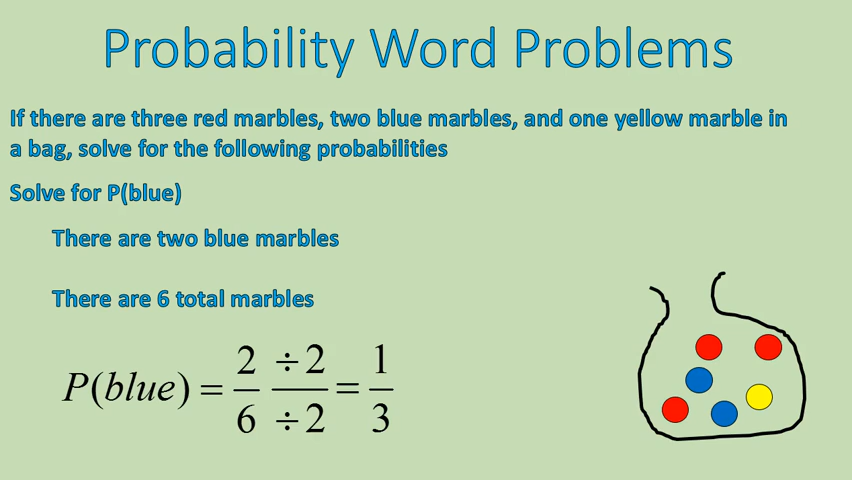 Probability Word Problems
If there are three red marbles, two blue marbles, and one yellow marble in
a bag, solve for the following probabilities
Solve for P(blue)
There are two blue marbles
There are 6 total marbles
P(blue) = 2/6 ÷2/÷2 = 1/3